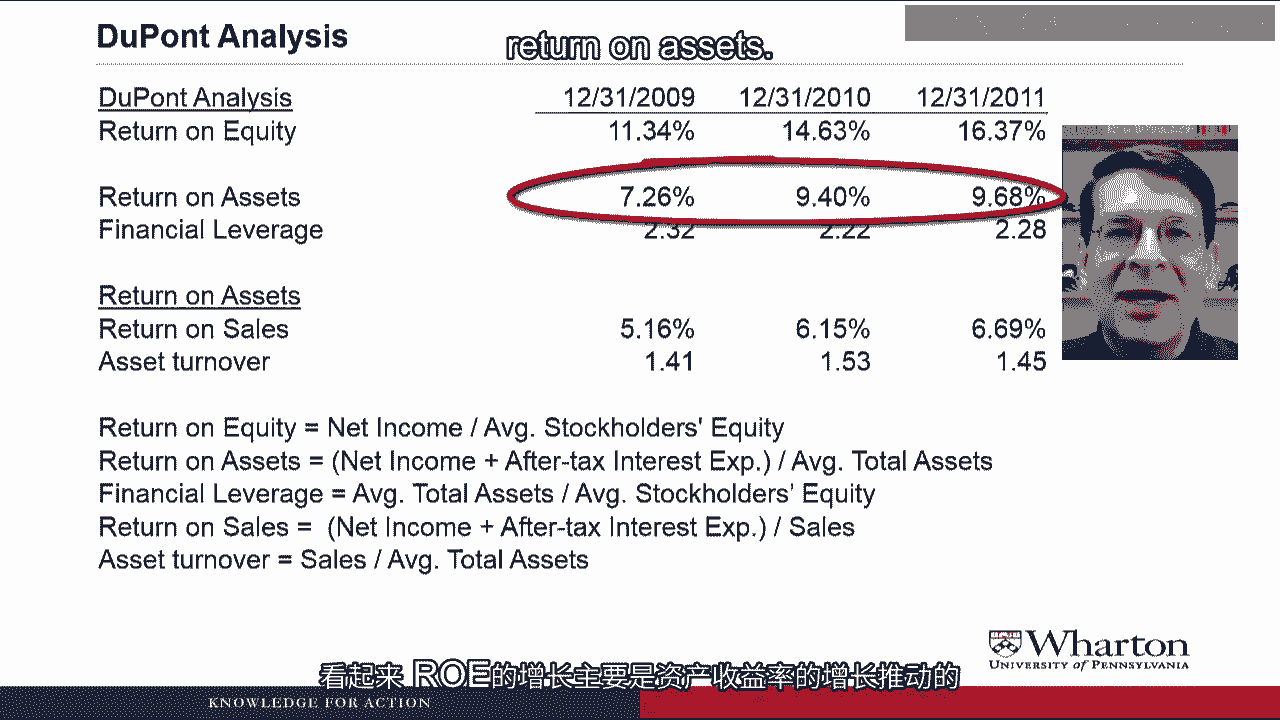 DuPont Analysis
return on assets.
DuPont Analysis 12/31/2009 12/31/2010 12/31/2011
Return on Equity 11.34% 14.63% 16.37%
Return on Assets 7.26% 9.40% 9.68%
Financial Leverage 2.32 2.22 2.28
Return on Assets
Return on Sales 5.16% 6.15% 6.69%
Asset turnover 1.41 1.53 1.45
Return on Equity = Net Income / Avg. Stockholders' Equity
Return on Assets = (Net Income + After-tax Interest Exp.) / Avg. Total Assets
Financial Leverage = Avg. Total Assets / Avg. Stockholders’ Equity
Return on Sales = (Net Income + After-tax Interest Exp.) / Sales
Asset turnover = Sales / Avg. Total Assets
Wharton
UNIVERSITY of PENNSYLVANIA
看起来 ROE的增长主要是资产收益率的增长推动的
KNOWLEDGE FOR ACTION